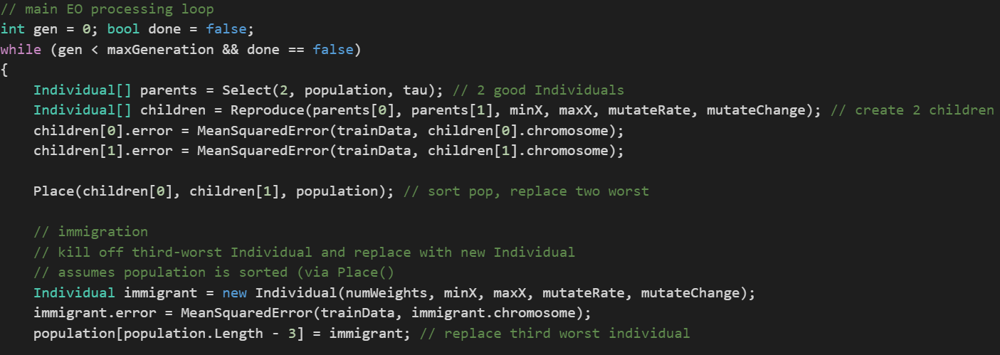 // main EO processing loop
int gen = 0; bool done = false;
while (gen < maxGeneration && done == false)
{
    Individual[] parents = Select(2, population, tau); // 2 good Individuals
    Individual[] children = Reproduce(parents[0], parents[1], minX, maxX, mutateRate, mutateChange); // create 2 children
    children[0].error = MeanSquaredError(trainData, children[0].chromosome);
    children[1].error = MeanSquaredError(trainData, children[1].chromosome);

    Place(children[0], children[1], population); // sort pop, replace two worst

    // immigration
    // kill off third-worst Individual and replace with new Individual
    // assumes population is sorted (via Place()
    Individual immigrant = new Individual(numWeights, minX, maxX, mutateRate, mutateChange);
    immigrant.error = MeanSquaredError(trainData, immigrant.chromosome);
    population[population.Length - 3] = immigrant; // replace third worst individual